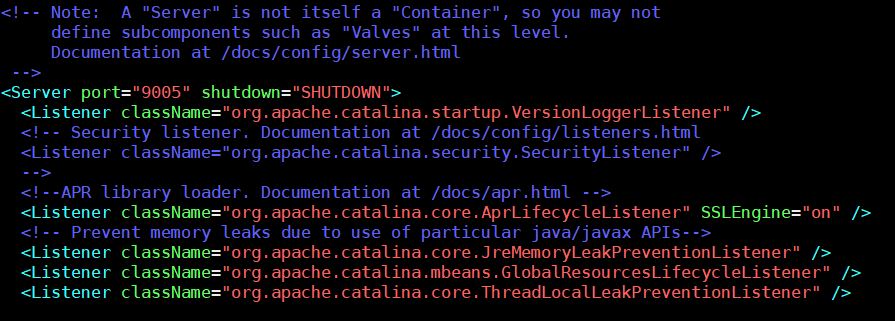 <!-- Note:  A "Server" is not itself a "Container", so you may not
     define subcomponents such as "Valves" at this level.
     Documentation at /docs/config/server.html
 -->
<Server port="9005" shutdown="SHUTDOWN">
  <Listener className="org.apache.catalina.startup.VersionLoggerListener" />
  <!-- Security listener. Documentation at /docs/config/listeners.html
  <Listener className="org.apache.catalina.security.SecurityListener" />
  -->
  <!--APR library loader. Documentation at /docs/apr.html -->
  <Listener className="org.apache.catalina.core.AprLifecycleListener" SSLEngine="on" />
  <!-- Prevent memory leaks due to use of particular java/javax APIs-->
  <Listener className="org.apache.catalina.core.JreMemoryLeakPreventionListener" />
  <Listener className="org.apache.catalina.mbeans.GlobalResourcesLifecycleListener" />
  <Listener className="org.apache.catalina.core.ThreadLocalLeakPreventionListener" />